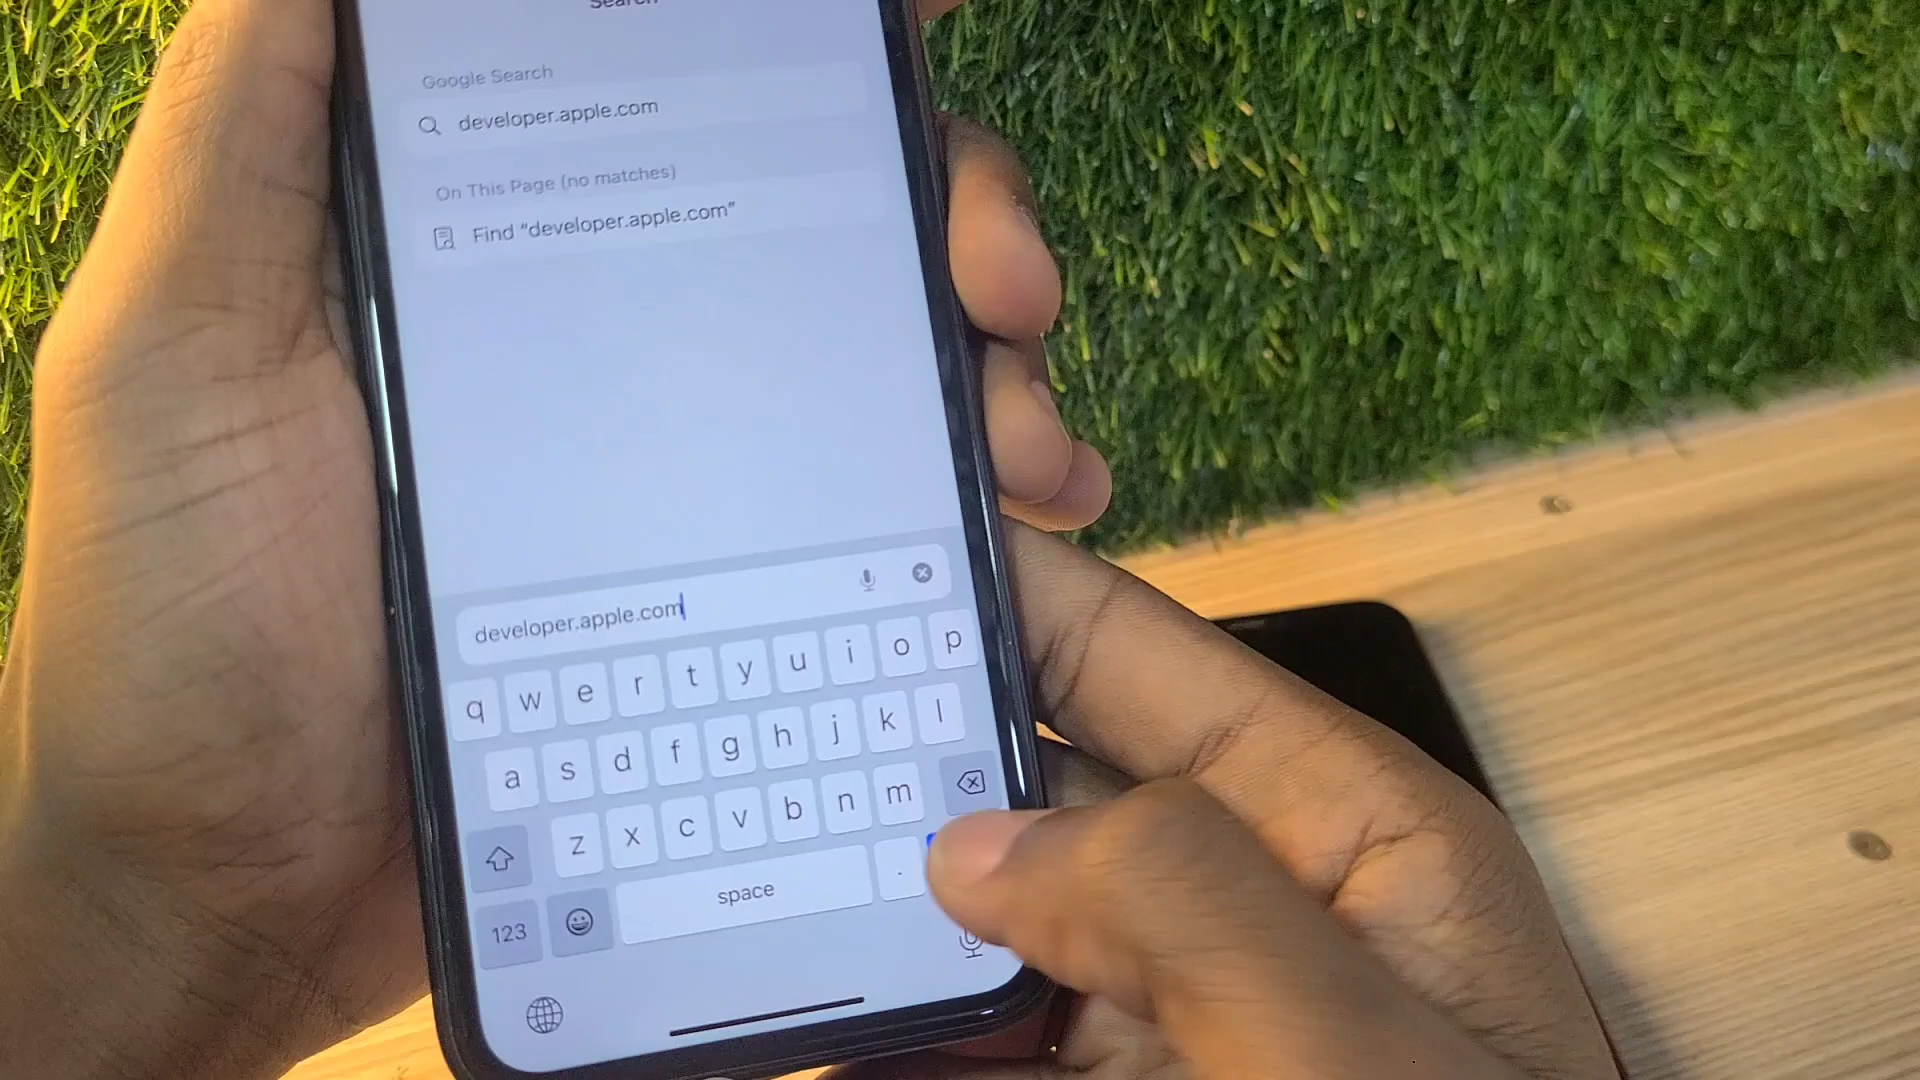 Search
Google Search
developer.apple.com
On This Page (no matches)
Find “developer.apple.com”
developer.apple.com
q w e r t y u i o p
a s d f g h j k l
z x c v b n m
123 space .